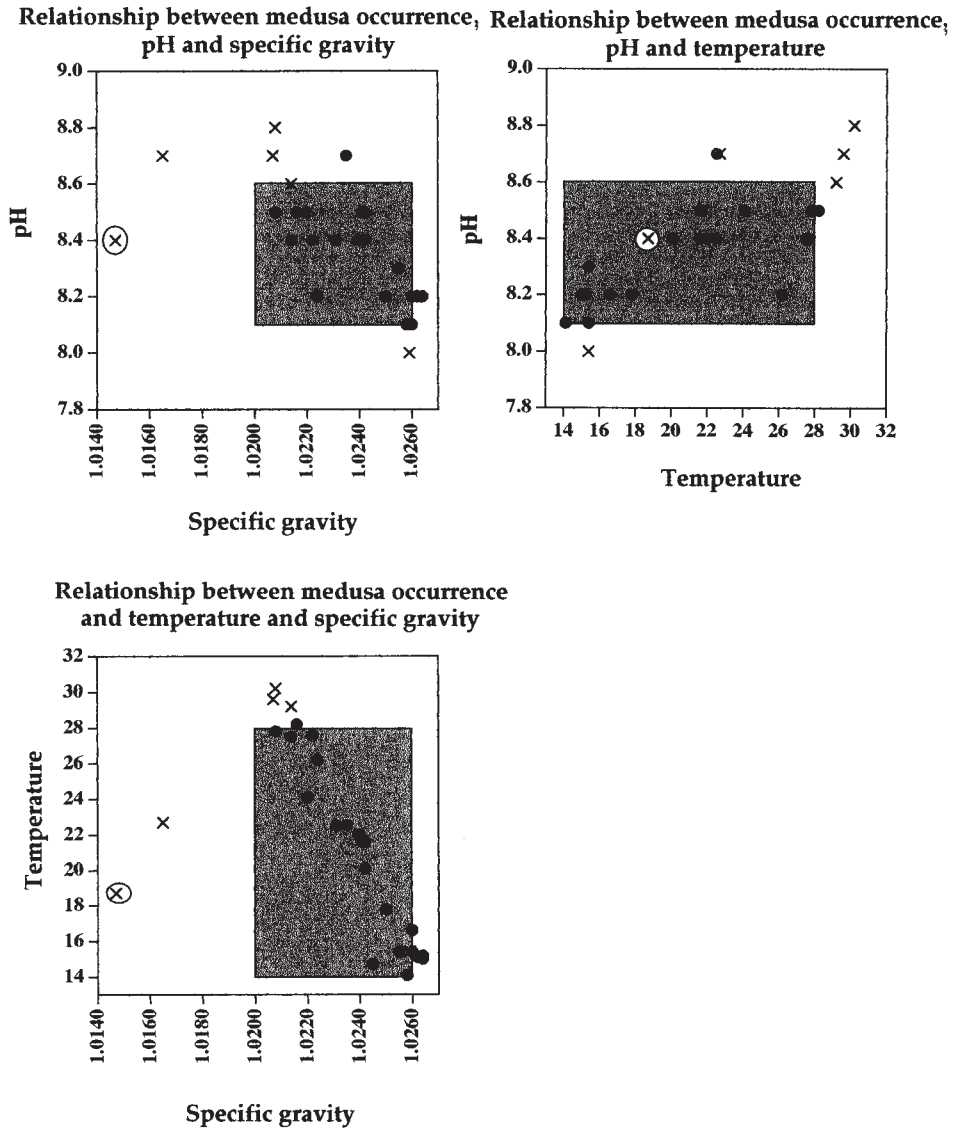 Relationship between medusa occurrence,
pH and specific gravity
9.0
8.8
8.6
8.4
8.2
8.0
7.8
pH
1.0140
1.0160
1.0180
1.0200
1.0220
1.0240
1.0260
Specific gravity
Relationship between medusa occurrence,
pH and temperature
9.0
8.8
8.6
8.4
8.2
8.0
7.8
pH
14 16 18 20 22 24 26 28 30 32
Temperature
Relationship between medusa occurrence
and temperature and specific gravity
32
30
28
26
24
22
20
18
16
14
Temperature
1.0140
1.0160
1.0180
1.0200
1.0220
1.0240
1.0260
Specific gravity